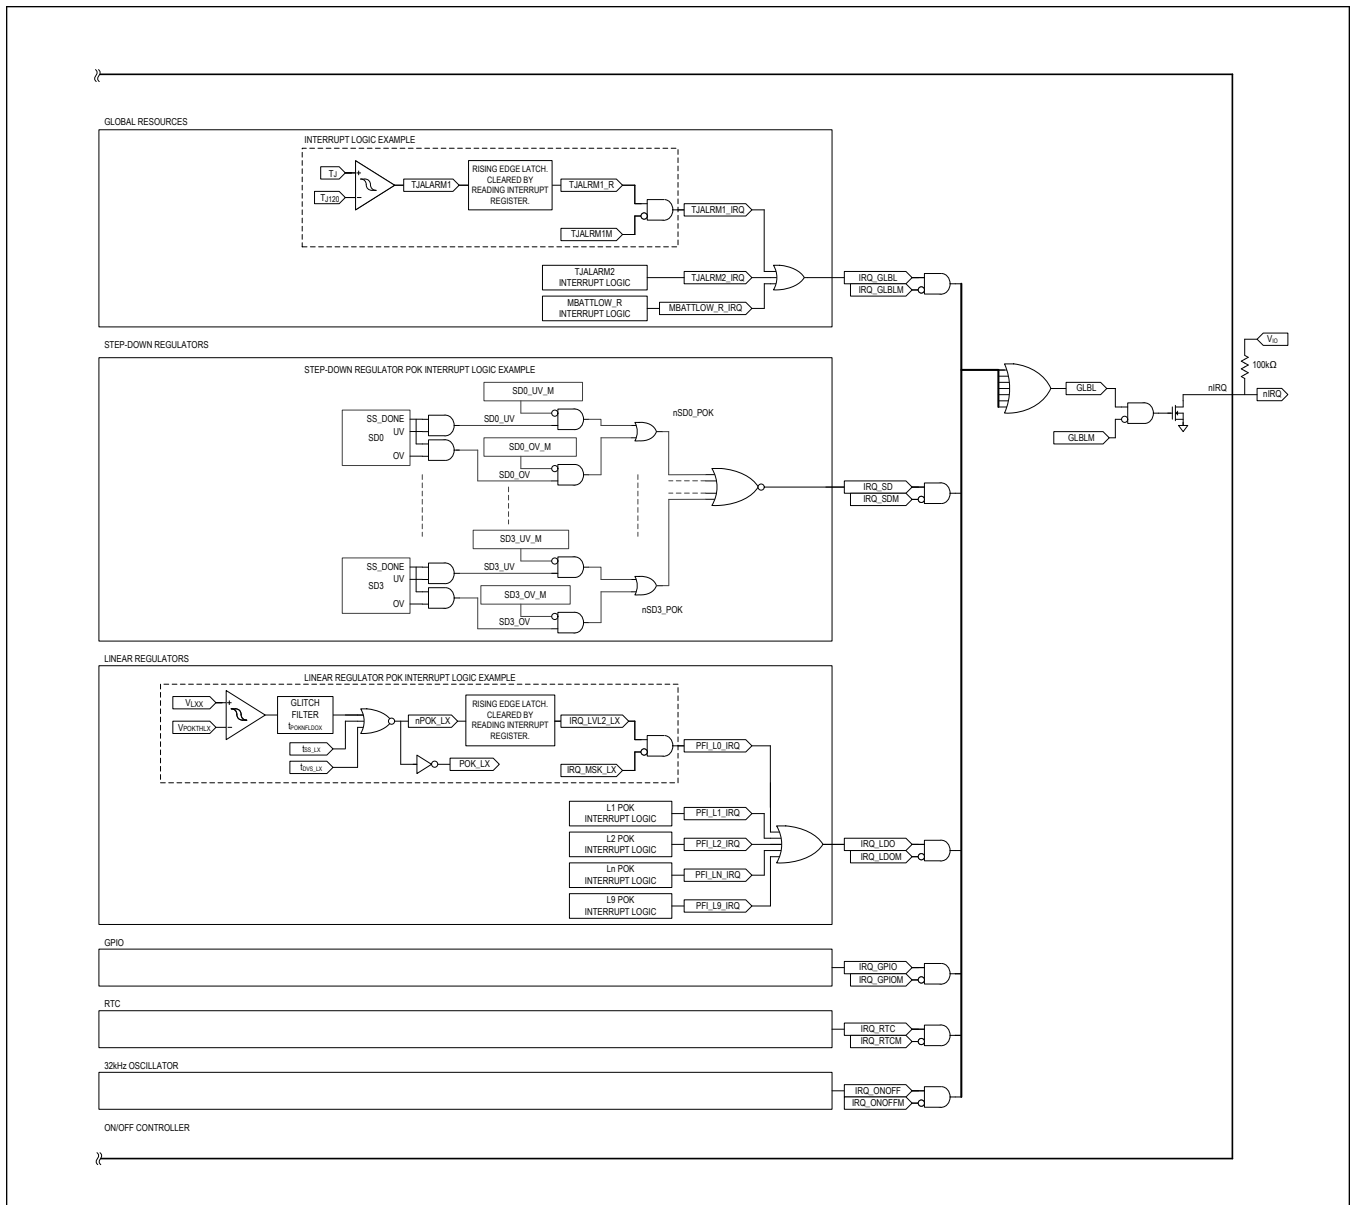 GLOBAL RESOURCES
INTERRUPT LOGIC EXAMPLE
TJ
+
TJ120
−
TJALARM1
RISING EDGE LATCH.
CLEARED BY
READING INTERRUPT
REGISTER.
TJALRM1_R
TJALRM1M
TJALRM1_IRQ
TJALARM2
INTERRUPT LOGIC
TJALRM2_IRQ
MBATTLOW_R
INTERRUPT LOGIC
MBATTLOW_R_IRQ
IRQ_GLBL
IRQ_GLBLM
STEP-DOWN REGULATORS
STEP-DOWN REGULATOR POK INTERRUPT LOGIC EXAMPLE
SS_DONE
UV
SD0
OV
SD0_UV_M
SD0_UV
SD0_OV_M
SD0_OV
nSD0_POK
SD3_UV_M
SS_DONE
UV
SD3
OV
SD3_UV
SD3_OV_M
SD3_OV
nSD3_POK
IRQ_SD
IRQ_SDM
GLBL
GLBLM
nIRQ
VIO
100kΩ
nIRQ
LINEAR REGULATORS
LINEAR REGULATOR POK INTERRUPT LOGIC EXAMPLE
VLXX
+
VPOKTHLX
−
GLITCH
FILTER
tPOKNFLDOX
tSS_LX
tDVS_LX
nPOK_LX
POK_LX
RISING EDGE LATCH.
CLEARED BY
READING INTERRUPT
REGISTER.
IRQ_LVL2_LX
IRQ_MSK_LX
PFI_L0_IRQ
L1 POK
INTERRUPT LOGIC
PFI_L1_IRQ
L2 POK
INTERRUPT LOGIC
PFI_L2_IRQ
Ln POK
INTERRUPT LOGIC
PFI_LN_IRQ
L9 POK
INTERRUPT LOGIC
PFI_L9_IRQ
IRQ_LDO
IRQ_LDOM
GPIO
IRQ_GPIO
IRQ_GPIOM
RTC
IRQ_RTC
IRQ_RTCM
32kHz OSCILLATOR
IRQ_ONOFF
IRQ_ONOFFM
ON/OFF CONTROLLER